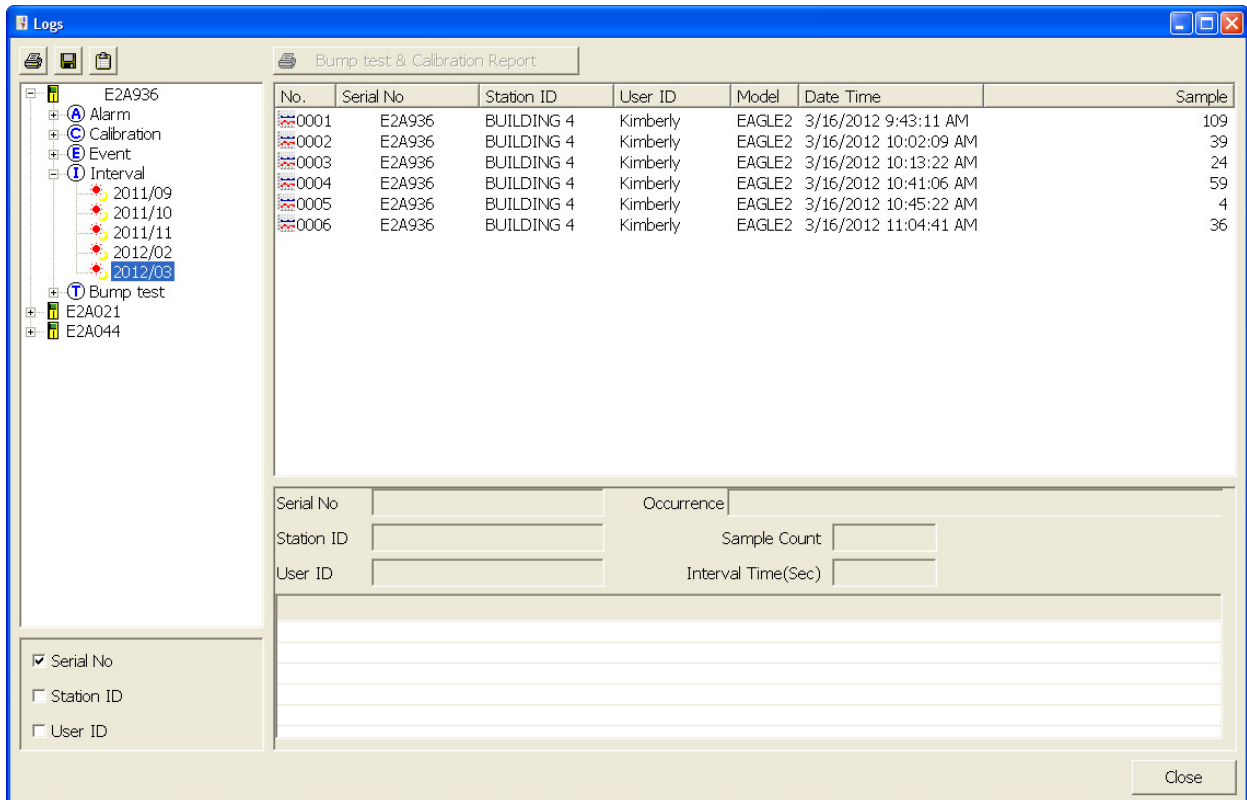 Logs
Bump test & Calibration Report
E2A936
A Alarm
C Calibration
E Event
I Interval
2011/09
2011/10
2011/11
2012/02
2012/03
T Bump test
E2A021
E2A044
No. Serial No Station ID User ID Model Date Time Sample
0001 E2A936 BUILDING 4 Kimberly EAGLE2 3/16/2012 9:43:11 AM 109
0002 E2A936 BUILDING 4 Kimberly EAGLE2 3/16/2012 10:02:09 AM 39
0003 E2A936 BUILDING 4 Kimberly EAGLE2 3/16/2012 10:13:22 AM 24
0004 E2A936 BUILDING 4 Kimberly EAGLE2 3/16/2012 10:41:06 AM 59
0005 E2A936 BUILDING 4 Kimberly EAGLE2 3/16/2012 10:45:22 AM 4
0006 E2A936 BUILDING 4 Kimberly EAGLE2 3/16/2012 11:04:41 AM 36
Serial No Occurrence
Station ID Sample Count
User ID Interval Time(Sec)
Serial No
Station ID
User ID
Close